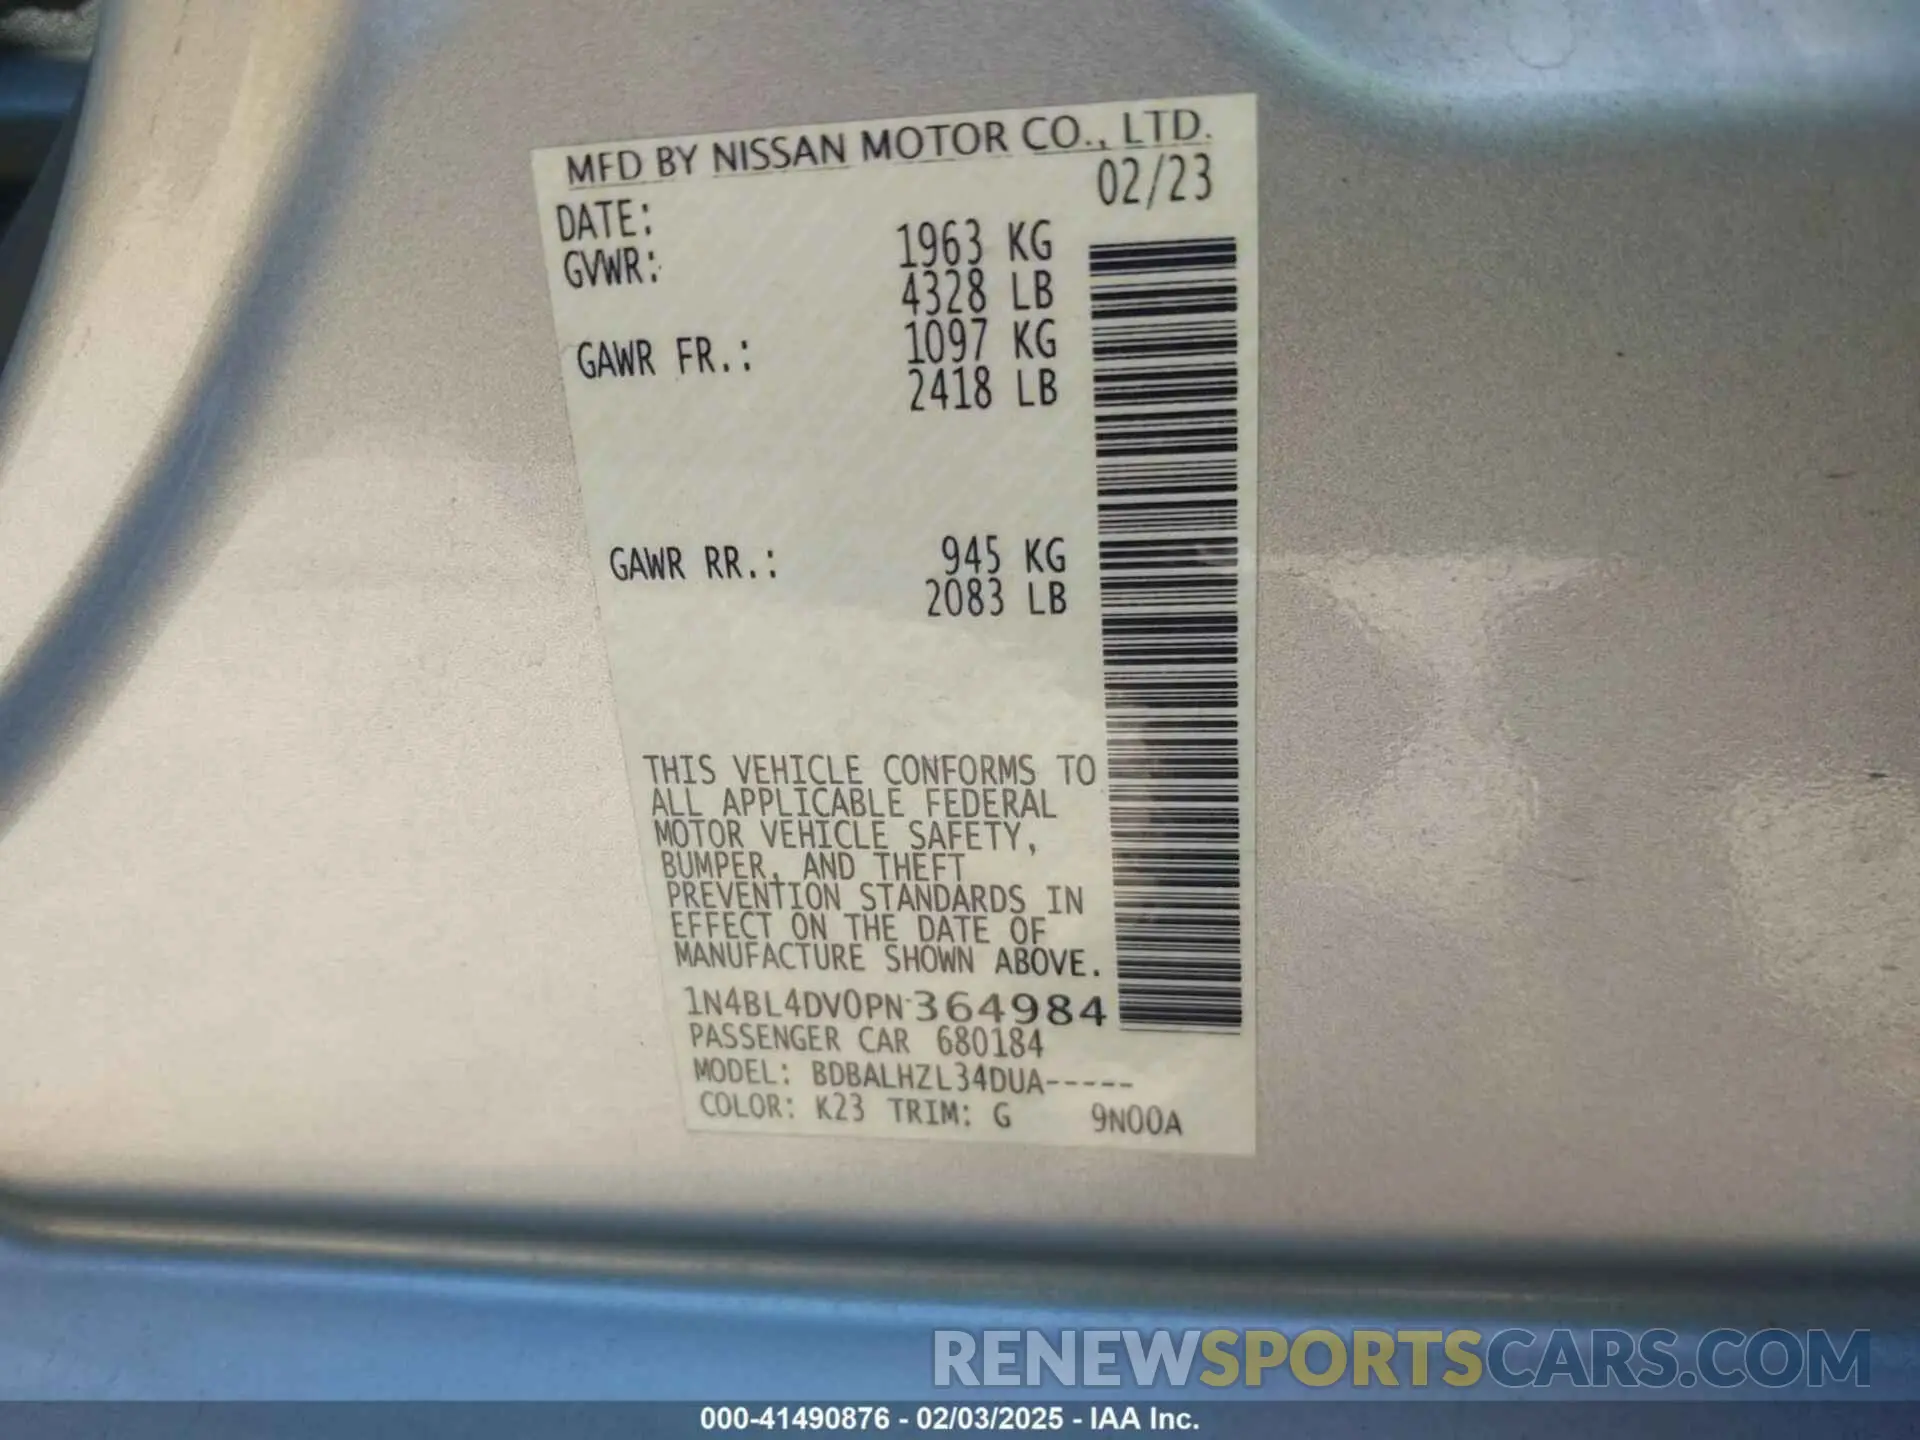 MFD BY NISSAN MOTOR CO., LTD.
DATE: 02/23
GVWR: 1963 KG
4328 LB
GAWR FR.: 1097 KG
2418 LB
GAWR RR.: 945 KG
2083 LB
THIS VEHICLE CONFORMS TO
ALL APPLICABLE FEDERAL
MOTOR VEHICLE SAFETY,
BUMPER, AND THEFT
PREVENTION STANDARDS IN
EFFECT ON THE DATE OF
MANUFACTURE SHOWN ABOVE.
1N4BL4DV0PN364984
PASSENGER CAR 680184
MODEL: BDBALHZL34DUA-----
COLOR: K23 TRIM: G 9N00A
RENEWSPORTSCARS.COM
000-41490876 - 02/03/2025 - IAA Inc.